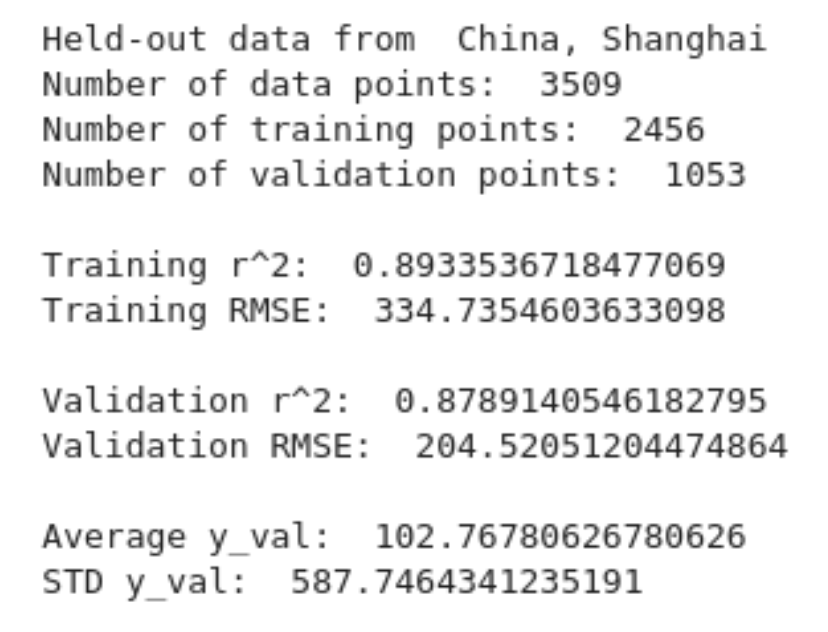 Held-out data from  China, Shanghai
Number of data points:  3509
Number of training points:  2456
Number of validation points:  1053
Training r^2:  0.8933536718477069
Training RMSE:  334.7354603633098
Validation r^2:  0.8789140546182795
Validation RMSE:  204.52051204474864
Average y_val:  102.76780626780626
STD y_val:  587.7464341235191